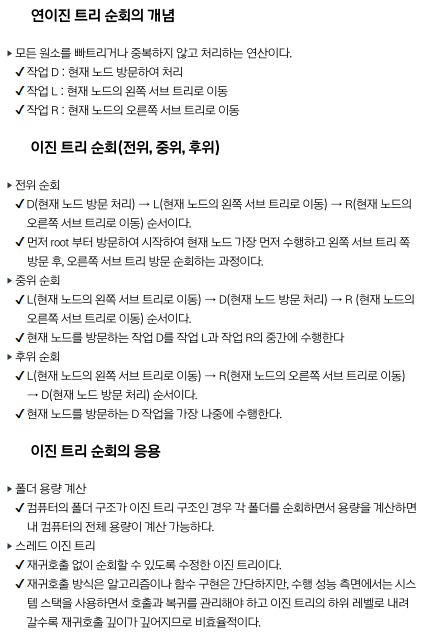 연이진 트리 순회의 개념
▶모든 원소를 빠트리거나 중복하지 않고 처리하는 연산이다.
✔작업 D : 현재 노드 방문하여 처리
✔작업 L : 현재 노드의 왼쪽 서브 트리로 이동
✔작업 R : 현재 노드의 오른쪽 서브 트리로 이동
이진 트리 순회(전위, 중위, 후위)
▶전위 순회
✔D(현재 노드 방문 처리) → L(현재 노드의 왼쪽 서브 트리로 이동) → R(현재 노드의
오른쪽 서브 트리로 이동) 순서이다.
✔먼저 root 부터 방문하여 시작하여 현재 노드 가장 먼저 수행하고 왼쪽 서브 트리 쪽
방문 후, 오른쪽 서브 트리 방문 순회하는 과정이다.
▶중위 순회
✔L(현재 노드의 왼쪽 서브 트리로 이동) → D(현재 노드 방문 처리) → R (현재 노드의
오른쪽 서브 트리로 이동) 순서이다.
✔현재 노드를 방문하는 작업 D를 작업 L과 작업 R의 중간에 수행한다
▶후위 순회
✔L(현재 노드의 왼쪽 서브 트리로 이동) → R(현재 노드의 오른쪽 서브 트리로 이동)
→ D(현재 노드 방문 처리) 순서이다.
✔현재 노드를 방문하는 D 작업을 가장 나중에 수행한다.
이진 트리 순회의 응용
▶폴더 용량 계산
✔컴퓨터의 폴더 구조가 이진 트리 구조인 경우 각 폴더를 순회하면서 용량을 계산하면
내 컴퓨터의 전체 용량이 계산 가능하다.
▶스레드 이진 트리
✔재귀호출 없이 순회할 수 있도록 수정한 이진 트리이다.
✔재귀호출 방식은 알고리즘이나 함수 구현은 간단하지만, 수행 성능 측면에서는 시스
템 스택을 사용하면서 호출과 복귀를 관리해야 하고 이진 트리의 하위 레벨로 내려
갈수록 재귀호출 깊이가 깊어지므로 비효율적이다.